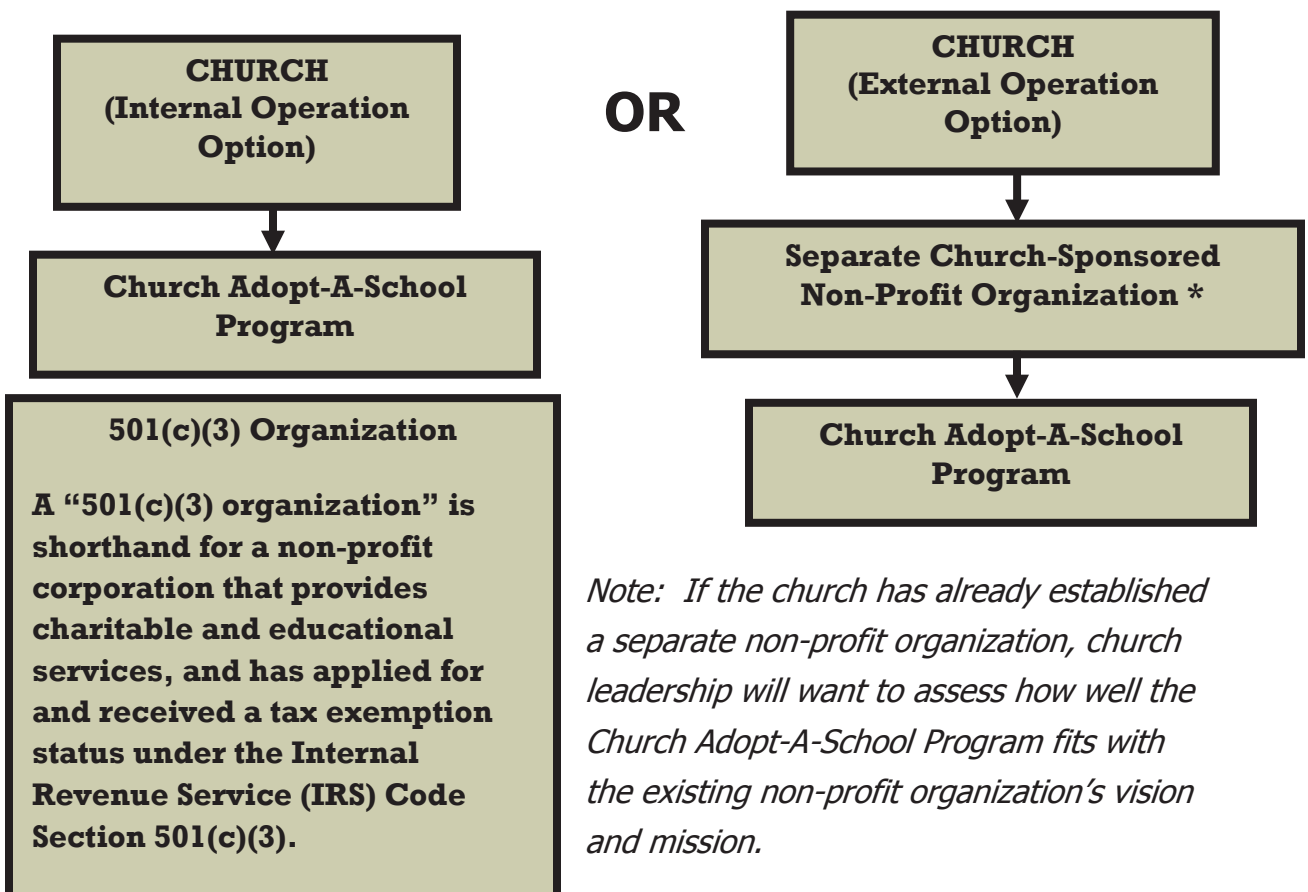 CHURCH
(Internal Operation
Option)
Church Adopt-A-School
Program
501(c)(3) Organization
A “501(c)(3) organization” is
shorthand for a non-profit
corporation that provides
charitable and educational
services, and has applied for
and received a tax exemption
status under the Internal
Revenue Service (IRS) Code
Section 501(c)(3).
OR
CHURCH
(External Operation
Option)
Separate Church-Sponsored
Non-Profit Organization *
Church Adopt-A-School
Program
Note:  If the church has already established
a separate non-profit organization, church
leadership will want to assess how well the
Church Adopt-A-School Program fits with
the existing non-profit organization’s vision
and mission.